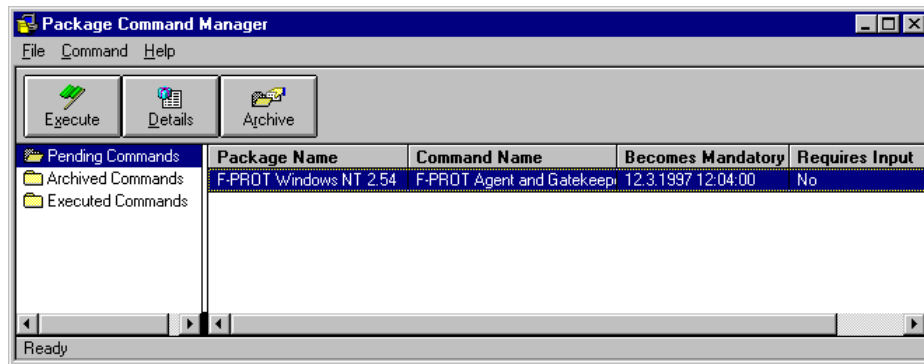 Package Command Manager
File Command Help
Execute Details Archive
Pending Commands
Archived Commands
Executed Commands
Package Name Command Name Becomes Mandatory Requires Input
F-PROT Windows NT 2.54 F-PROT Agent and Gatekeep 12.3.1997 12:04:00 No
Ready